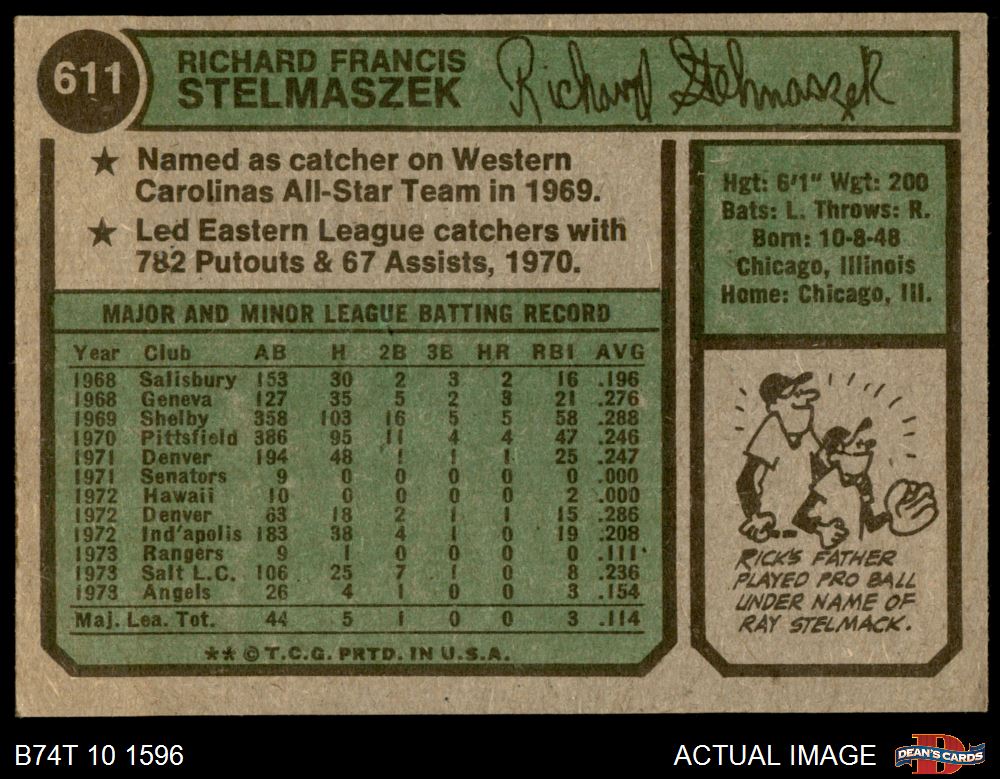 611
RICHARD FRANCIS
STELMASZEK
Richard Stelmaszek
★ Named as catcher on Western
Carolinas All-Star Team in 1969.
★ Led Eastern League catchers with
782 Putouts & 67 Assists, 1970.
Hgt: 6'1" Wgt: 200
Bats: L. Throws: R.
Born: 10-8-48
Chicago, Illinois
Home: Chicago, Ill.
MAJOR AND MINOR LEAGUE BATTING RECORD
Year Club AB H 2B 3B HR RBI AVG
1968 Salisbury 153 30 2 3 2 16 .196
1968 Geneva 127 35 5 2 3 21 .276
1969 Shelby 358 103 16 5 5 58 .288
1970 Pittsfield 386 95 11 4 4 47 .246
1971 Denver 194 48 1 1 1 25 .247
1971 Senators 9 0 0 0 0 0 .000
1972 Hawaii 10 0 0 0 0 2 .000
1972 Denver 63 18 2 1 1 15 .286
1972 Ind'apolis 183 38 4 1 0 19 .208
1973 Rangers 9 1 0 0 0 0 .111
1973 Salt L.C. 106 25 7 1 0 8 .236
1973 Angels 26 4 1 0 0 3 .154
Maj. Lea. Tot. 44 5 1 0 0 3 .114
** © T.C.G. PRTD. IN U.S.A.
RICK'S FATHER
PLAYED PRO BALL
UNDER NAME OF
RAY STELMACK.
B74T 10 1596
ACTUAL IMAGE
DEAN'S CARDS